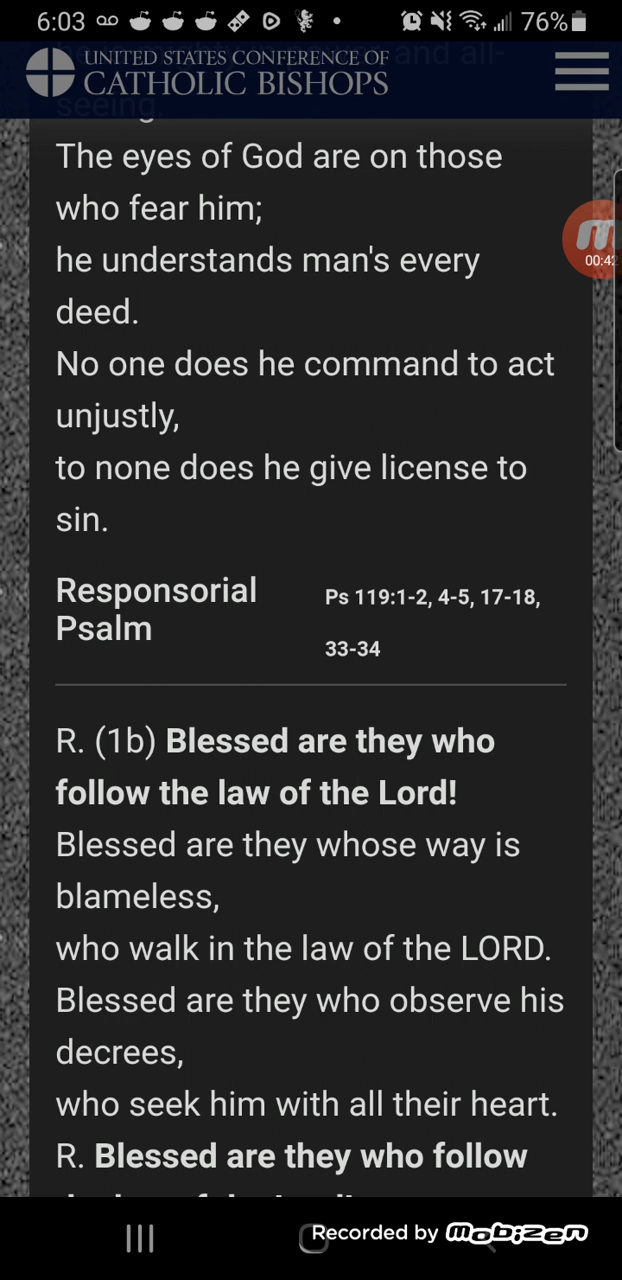 6:03
76%
UNITED STATES CONFERENCE OF
CATHOLIC BISHOPS
and all-
seeing.
The eyes of God are on those
who fear him;
he understands man's every
deed.
No one does he command to act
unjustly,
to none does he give license to
sin.
00:42
Responsorial
Psalm
Ps 119:1-2, 4-5, 17-18,
33-34
R. (1b) Blessed are they who
follow the law of the Lord!
Blessed are they whose way is
blameless,
who walk in the law of the LORD.
Blessed are they who observe his
decrees,
who seek him with all their heart.
R. Blessed are they who follow
Recorded by Mobizen